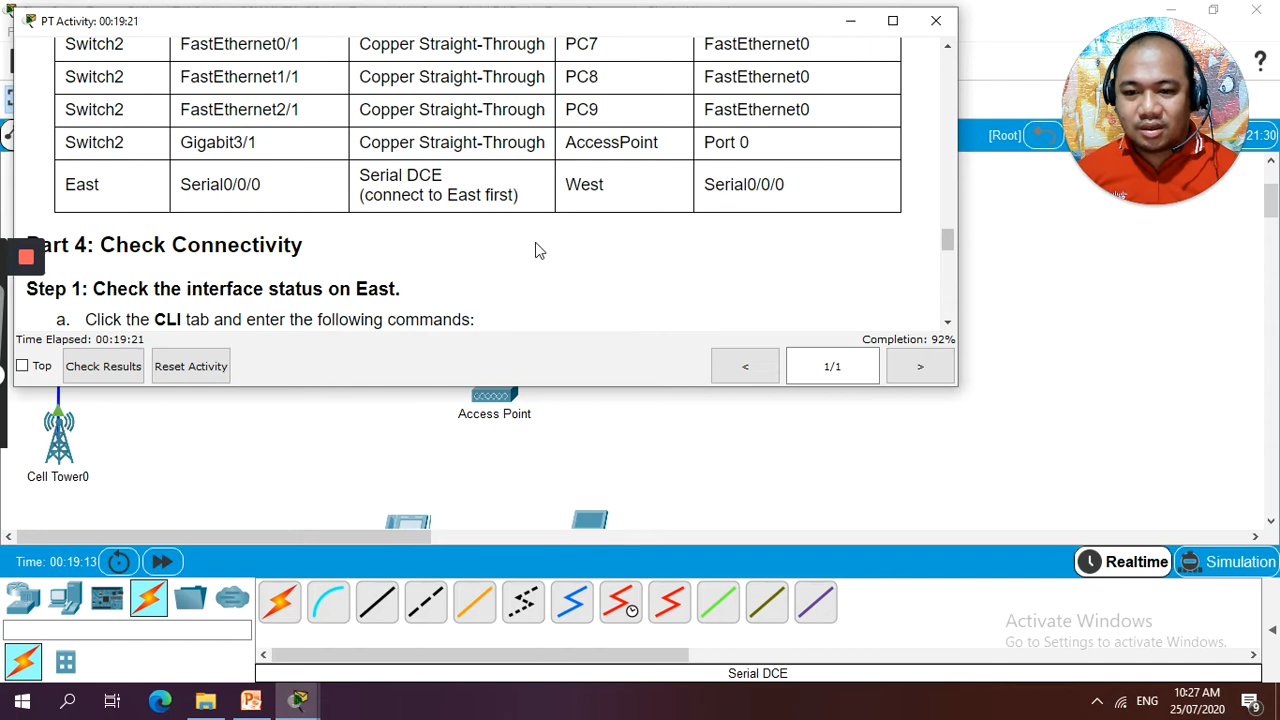 PT Activity: 00:19:21
Switch2 FastEthernet0/1 Copper Straight-Through PC7 FastEthernet0
Switch2 FastEthernet1/1 Copper Straight-Through PC8 FastEthernet0
Switch2 FastEthernet2/1 Copper Straight-Through PC9 FastEthernet0
Switch2 Gigabit3/1 Copper Straight-Through AccessPoint Port 0
East Serial0/0/0 Serial DCE (connect to East first) West Serial0/0/0
[Root] 21:30
Part 4: Check Connectivity
Step 1: Check the interface status on East.
a. Click the CLI tab and enter the following commands:
Time Elapsed: 00:19:21 Completion: 92%
Top Check Results Reset Activity < 1/1 >
Access Point
Cell Tower0
Time: 00:19:13 Realtime Simulation
Activate Windows
Go to Settings to activate Windows.
Serial DCE
ENG 10:27 AM
25/07/2020 9